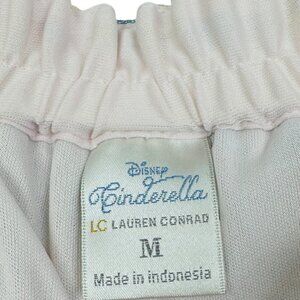 Disney
Cinderella
LC LAUREN CONRAD
M
Made in indonesia